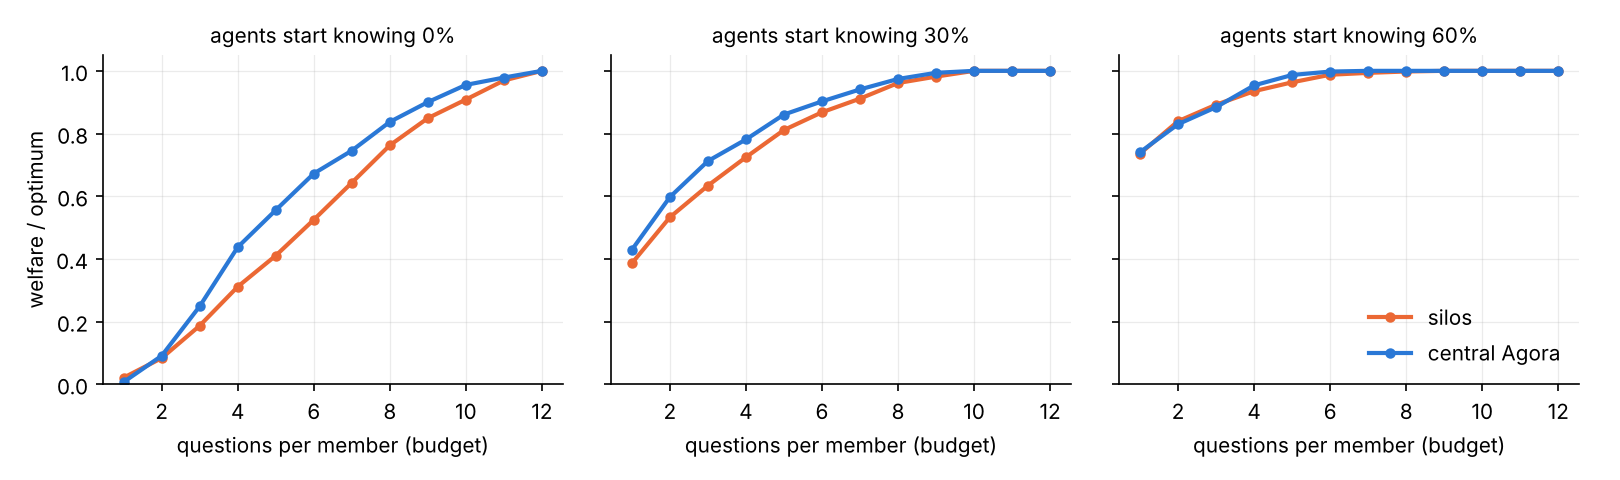 agents start knowing 0%
agents start knowing 30%
agents start knowing 60%
welfare / optimum
1.0
0.8
0.6
0.4
0.2
0.0
2 4 6 8 10 12
2 4 6 8 10 12
2 4 6 8 10 12
silos
central Agora
questions per member (budget)
questions per member (budget)
questions per member (budget)